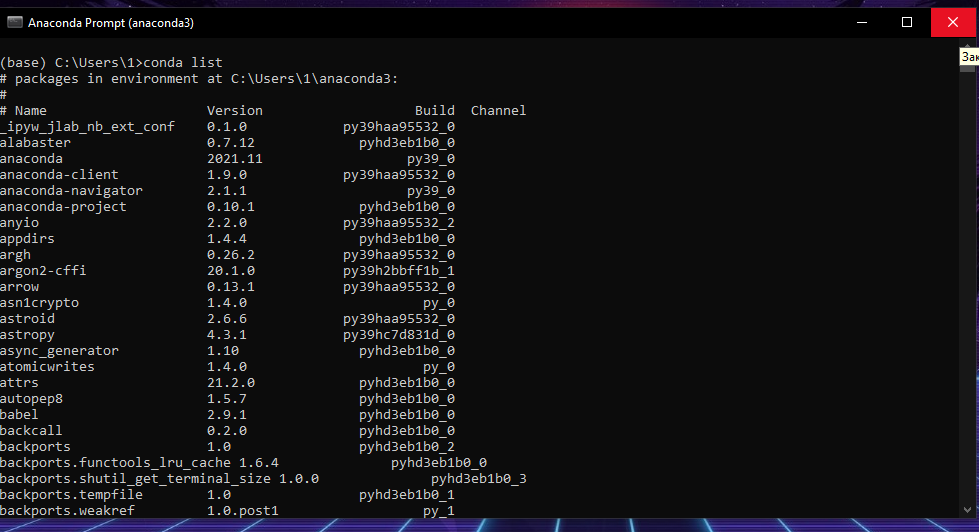 Anaconda Prompt (anaconda3)
(base) C:\Users\1>conda list
# packages in environment at C:\Users\1\anaconda3:
#
# Name                    Version                   Build  Channel
_ipyw_jlab_nb_ext_conf    0.1.0            py39haa95532_0
alabaster                 0.7.12             pyhd3eb1b0_0
anaconda                  2021.11                  py39_0
anaconda-client           1.9.0            py39haa95532_0
anaconda-navigator        2.1.1                    py39_0
anaconda-project          0.10.1             pyhd3eb1b0_0
anyio                     2.2.0            py39haa95532_2
appdirs                   1.4.4              pyhd3eb1b0_0
argh                      0.26.2           py39haa95532_0
argon2-cffi               20.1.0           py39h2bbff1b_1
arrow                     0.13.1           py39haa95532_0
asn1crypto                1.4.0                      py_0
astroid                   2.6.6            py39haa95532_0
astropy                   4.3.1            py39hc7d831d_0
async_generator           1.10               pyhd3eb1b0_0
atomicwrites              1.4.0                      py_0
attrs                     21.2.0             pyhd3eb1b0_0
autopep8                  1.5.7              pyhd3eb1b0_0
babel                     2.9.1              pyhd3eb1b0_0
backcall                  0.2.0              pyhd3eb1b0_0
backports                 1.0                pyhd3eb1b0_2
backports.functools_lru_cache 1.6.4              pyhd3eb1b0_0
backports.shutil_get_terminal_size 1.0.0              pyhd3eb1b0_3
backports.tempfile        1.0                pyhd3eb1b0_1
backports.weakref         1.0.post1                  py_1
Зак